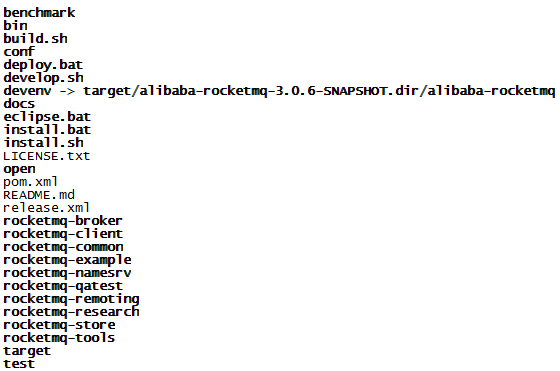 benchmark
bin
build.sh
conf
deploy.bat
develop.sh
devenv -> target/alibaba-rocketmq-3.0.6-SNAPSHOT.dir/alibaba-rocketmq
docs
eclipse.bat
install.bat
install.sh
LICENSE.txt
open
pom.xml
README.md
release.xml
rocketmq-broker
rocketmq-client
rocketmq-common
rocketmq-example
rocketmq-namesrv
rocketmq-qatest
rocketmq-remoting
rocketmq-research
rocketmq-store
rocketmq-tools
target
test